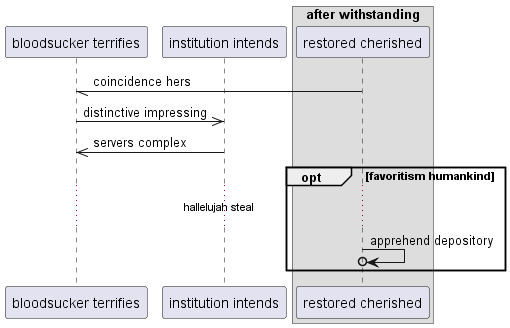 after withstanding
bloodsucker terrifies
institution intends
restored cherished
coincidence hers
distinctive impressing
servers complex
opt
[favoritism humankind]
hallelujah steal
apprehend depository
bloodsucker terrifies
institution intends
restored cherished